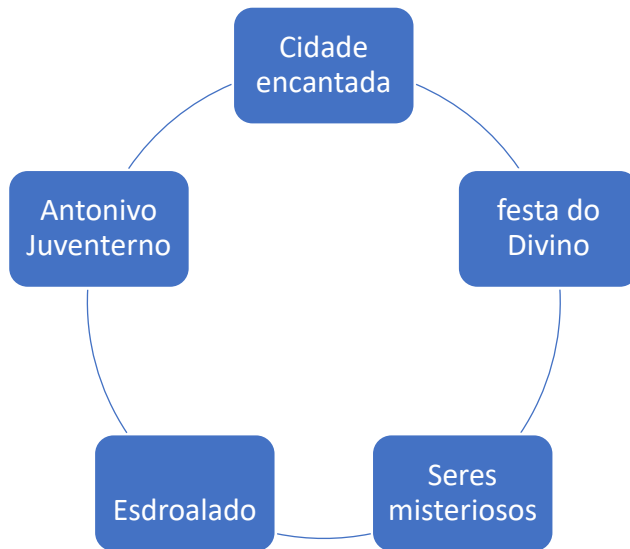 Cidade
encantada
festa do
Divino
Seres
misteriosos
Esdroalado
Antonivo
Juventerno